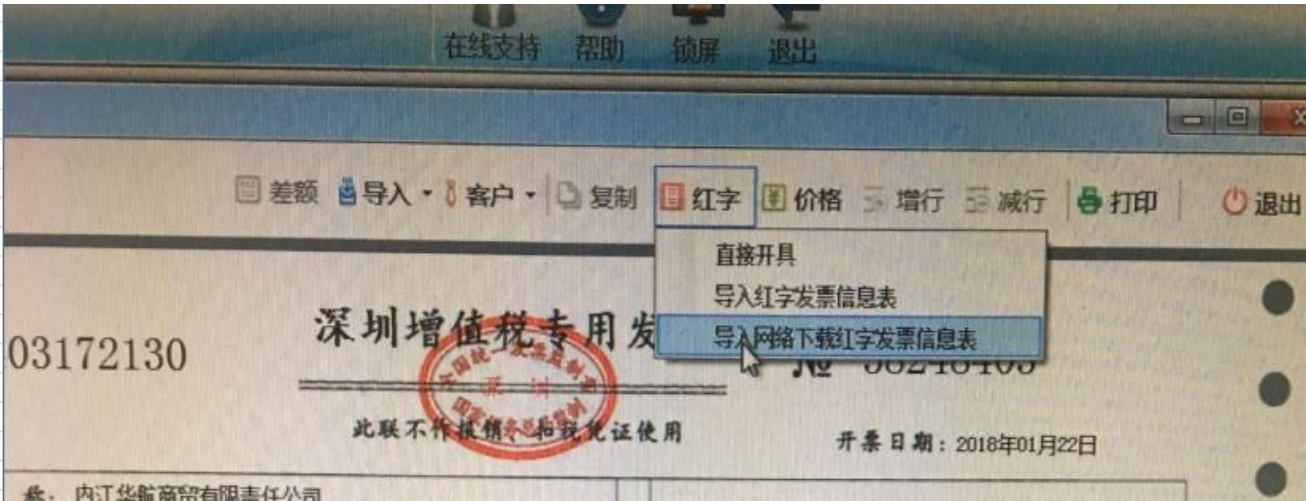 在线支持 帮助 锁屏 退出
差额 导入 客户 复制 红字 价格 增行 减行 打印 退出
直接开具
导入红字发票信息表
导入网络下载红字发票信息表
03172130
深圳增值税专用发
№
此联不作报销、扣税凭证使用
开票日期：2018年01月22日
内江华航商贸有限责任公司